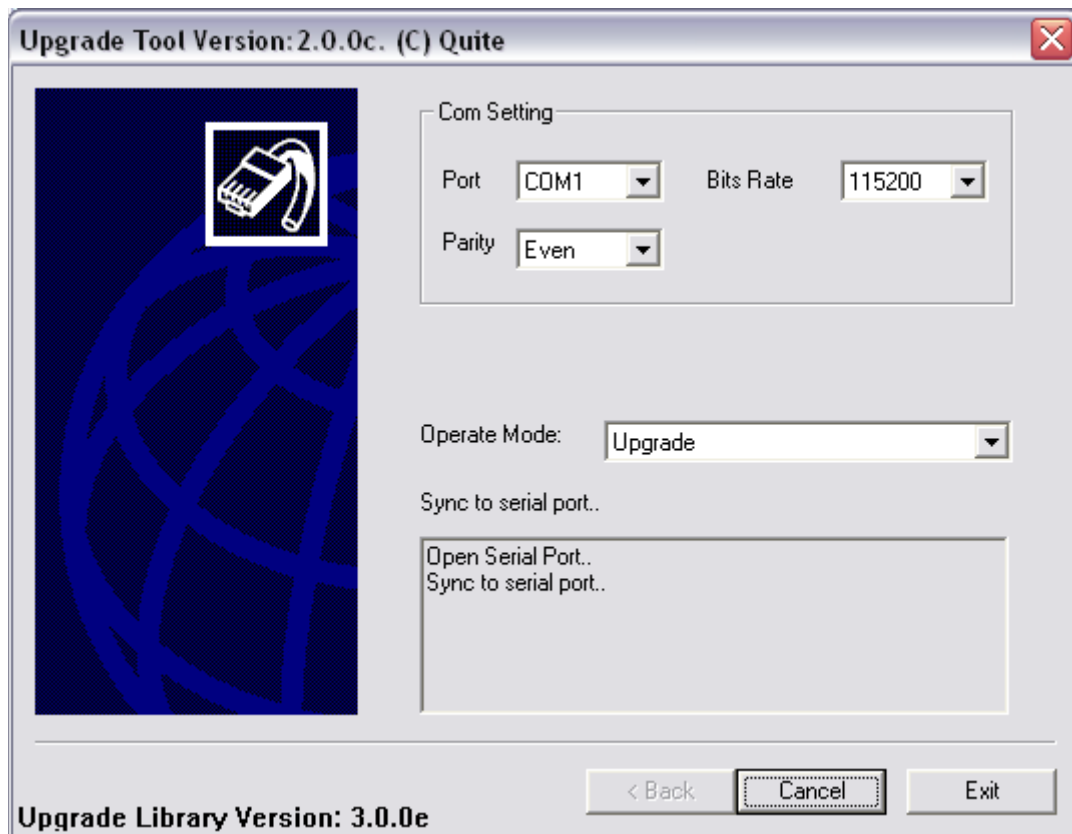 Upgrade Tool Version: 2.0.0c. (C) Quite
Com Setting
Port COM1 Bits Rate 115200
Parity Even
Operate Mode: Upgrade
Sync to serial port..
Open Serial Port..
Sync to serial port..
< Back Cancel Exit
Upgrade Library Version: 3.0.0e